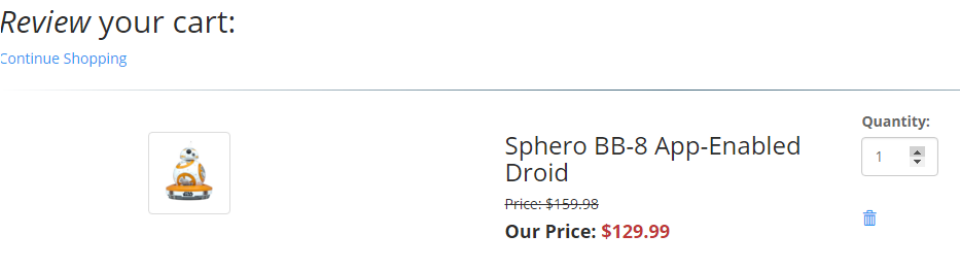 Review your cart:
Continue Shopping
Quantity:
Sphero BB-8 App-Enabled
Droid
1
Price: $159.98
Our Price: $129.99